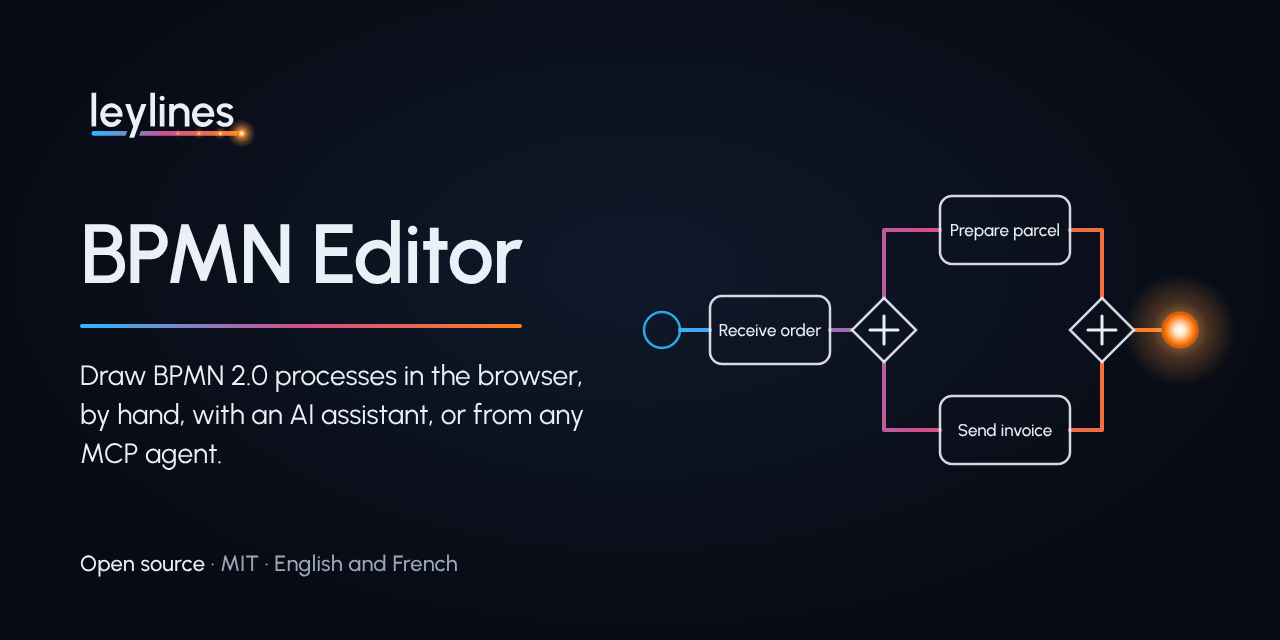 leylines
BPMN Editor
Draw BPMN 2.0 processes in the browser,
by hand, with an AI assistant, or from any
MCP agent.
Open source · MIT · English and French
Receive order
Prepare parcel
Send invoice